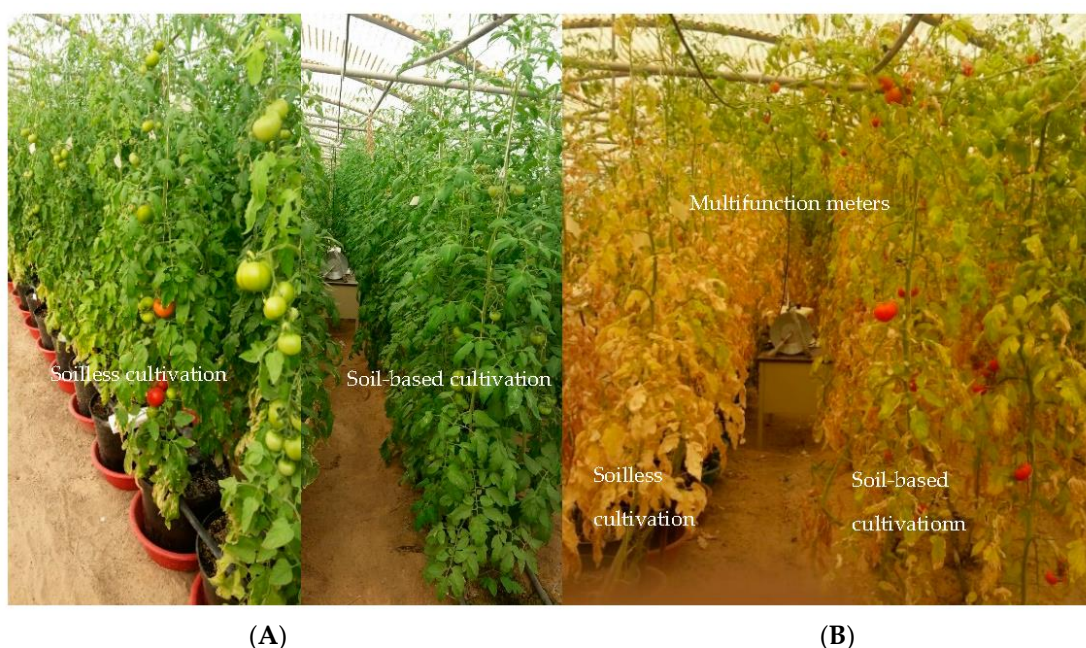 Soilless cultivation
Soil-based cultivation
Multifunction meters
Soilless
cultivation
Soil-based
cultivationn
(A)
(B)